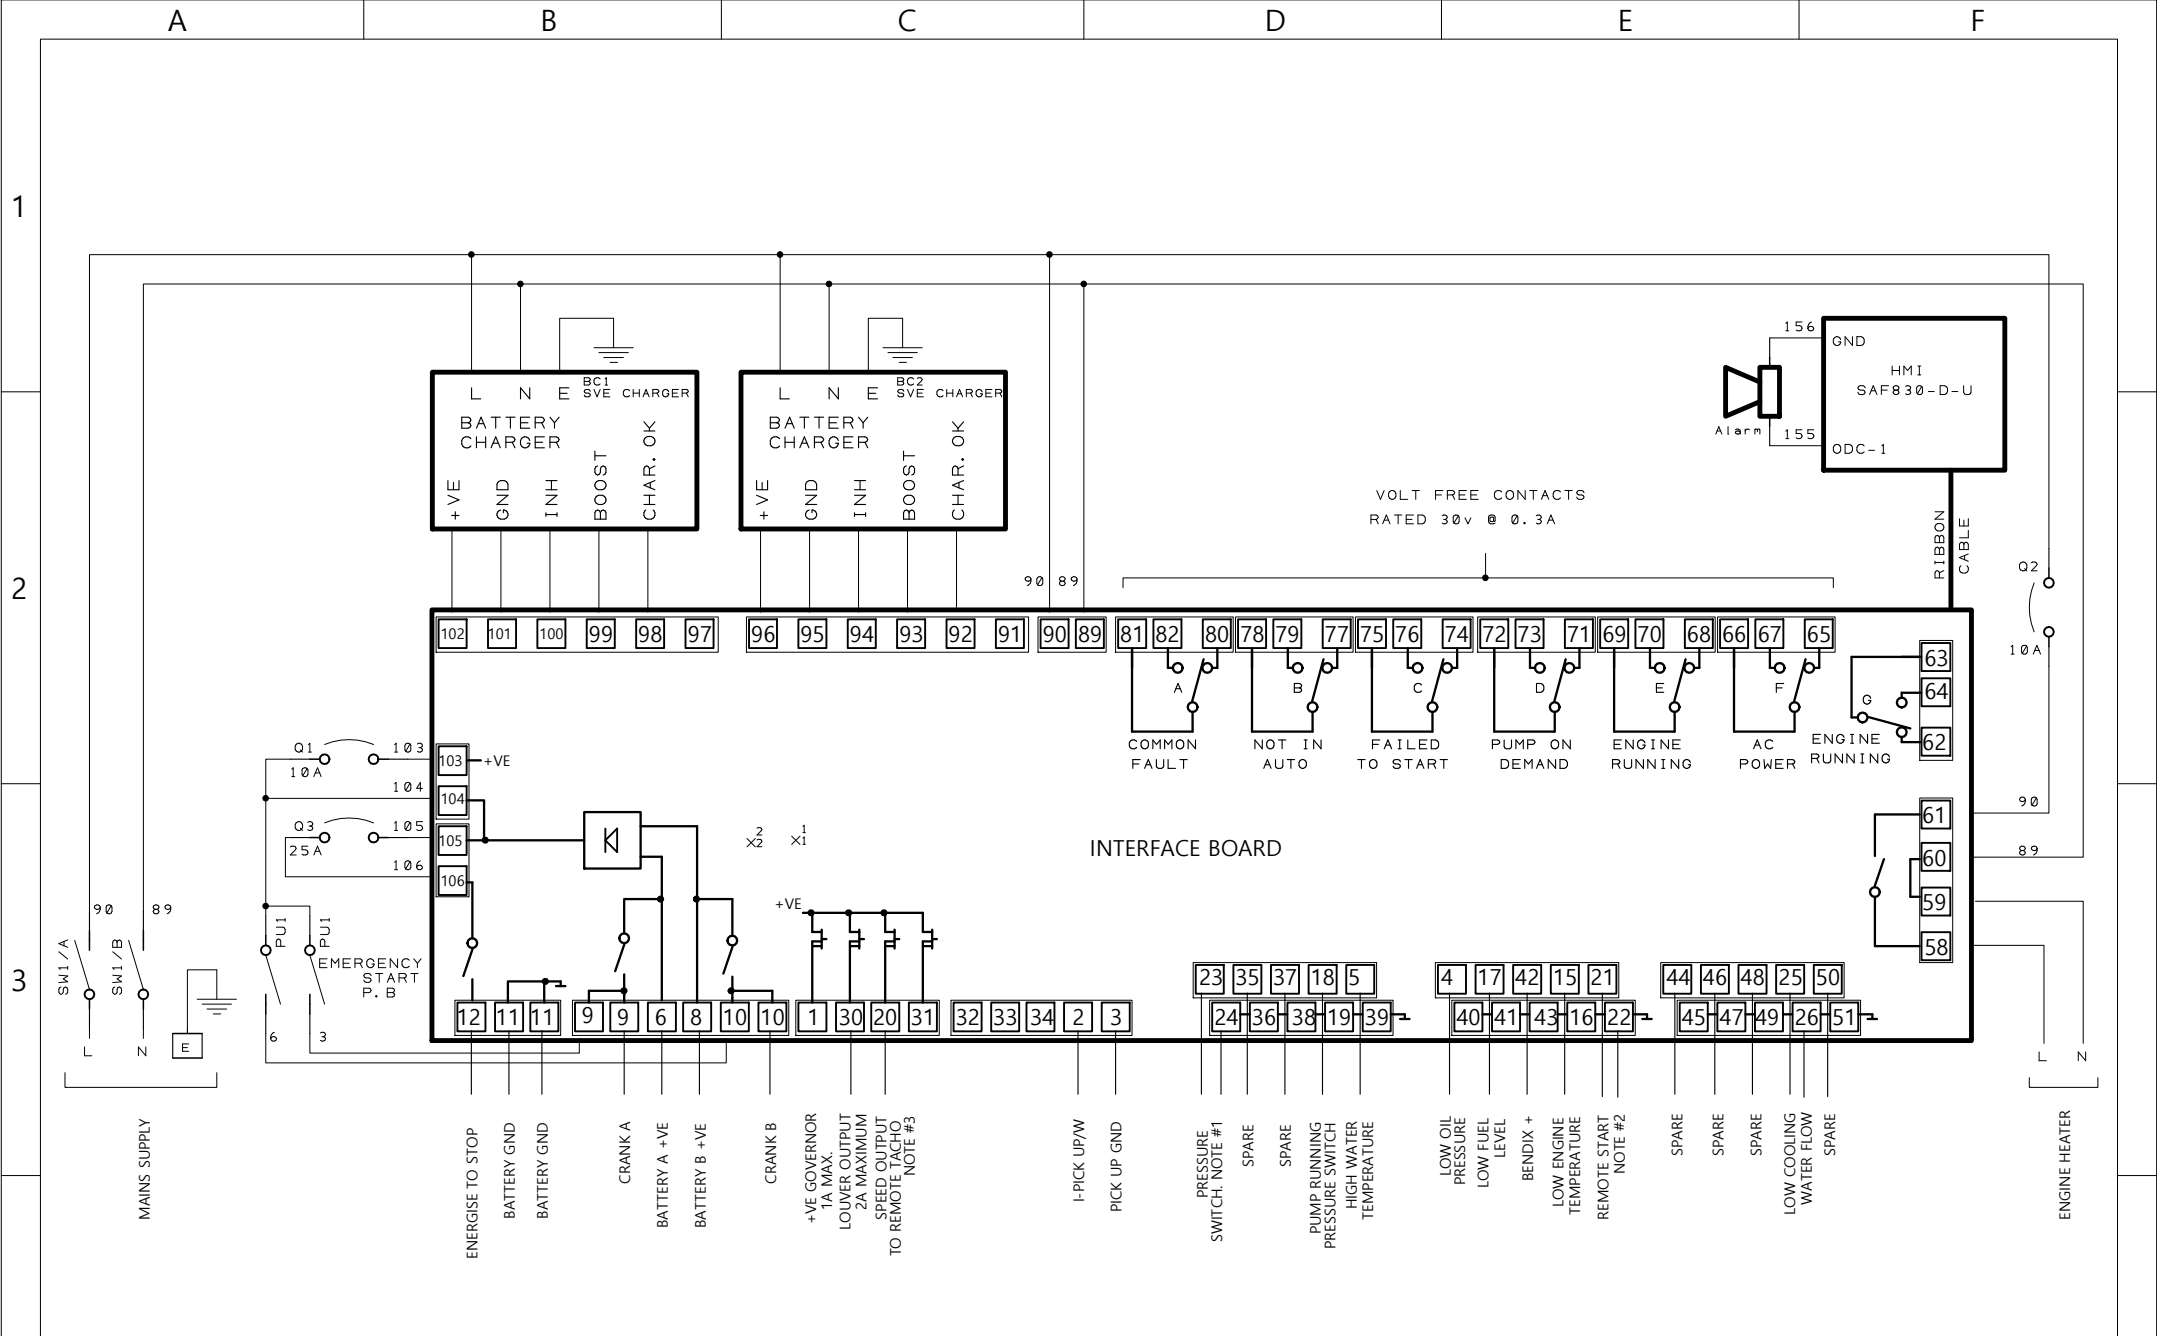 A B C D E F
1
156
GND
HMI
SAF830-D-U
Alarm
155
ODC-1
L N E
BC1
SVE CHARGER
BATTERY
CHARGER
+VE GND INH BOOST CHAR. OK
L N E
BC2
SVE CHARGER
BATTERY
CHARGER
+VE GND INH BOOST CHAR. OK
VOLT FREE CONTACTS
RATED 30v @ 0.3A
RIBBON
CABLE
2
90 89
Q2
10A
102 101 100 99 98 97
96 95 94 93 92 91
90 89
81 82 80 78 79 77 75 76 74 72 73 71 69 70 68 66 67 65
A B C D E F
COMMON
FAULT
NOT IN
AUTO
FAILED
TO START
PUMP ON
DEMAND
ENGINE
RUNNING
AC
POWER
G
ENGINE
RUNNING
63
64
62
Q1
10A
103
103
+VE
104
104
Q3
25A
105
105
106
106
2
X2
1
X1
INTERFACE BOARD
61
60
59
58
90
89
+VE
90 89
SW1/A
SW1/B
PU1
PU1
EMERGENCY
START
P.B
3
6 3
L N E
MAINS SUPPLY
23 35 37 18 5
4 17 42 15 21
44 46 48 25 50
12 11 11 9 9 6 8 10 10 1 30 20 31 32 33 34 2 3
24 36 38 19 39
40 41 43 16 22
45 47 49 26 51
L N
ENGINE HEATER
ENERGISE TO STOP
BATTERY GND
BATTERY GND
CRANK A
BATTERY A +VE
BATTERY B +VE
CRANK B
+VE GOVERNOR
1A MAX.
LOUVER OUTPUT
2A MAXIMUM
SPEED OUTPUT
TO REMOTE TACHO
NOTE #3
I-PICK UP/W
PICK UP GND
PRESSURE
SWITCH. NOTE #1
SPARE
SPARE
PUMP RUNNING
PRESSURE SWITCH
HIGH WATER
TEMPERATURE
LOW OIL
PRESSURE
LOW FUEL
LEVEL
BENDIX +
LOW ENGINE
TEMPERATURE
REMOTE START
NOTE #2
SPARE
SPARE
SPARE
LOW COOLING
WATER FLOW
SPARE